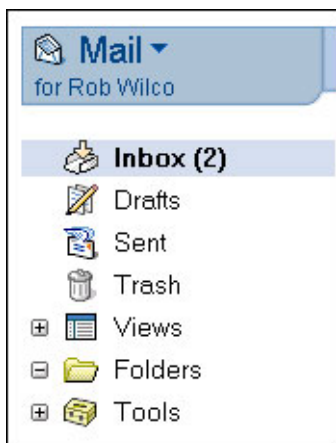 Mail
for Rob Wilco
Inbox (2)
Drafts
Sent
Trash
Views
Folders
Tools